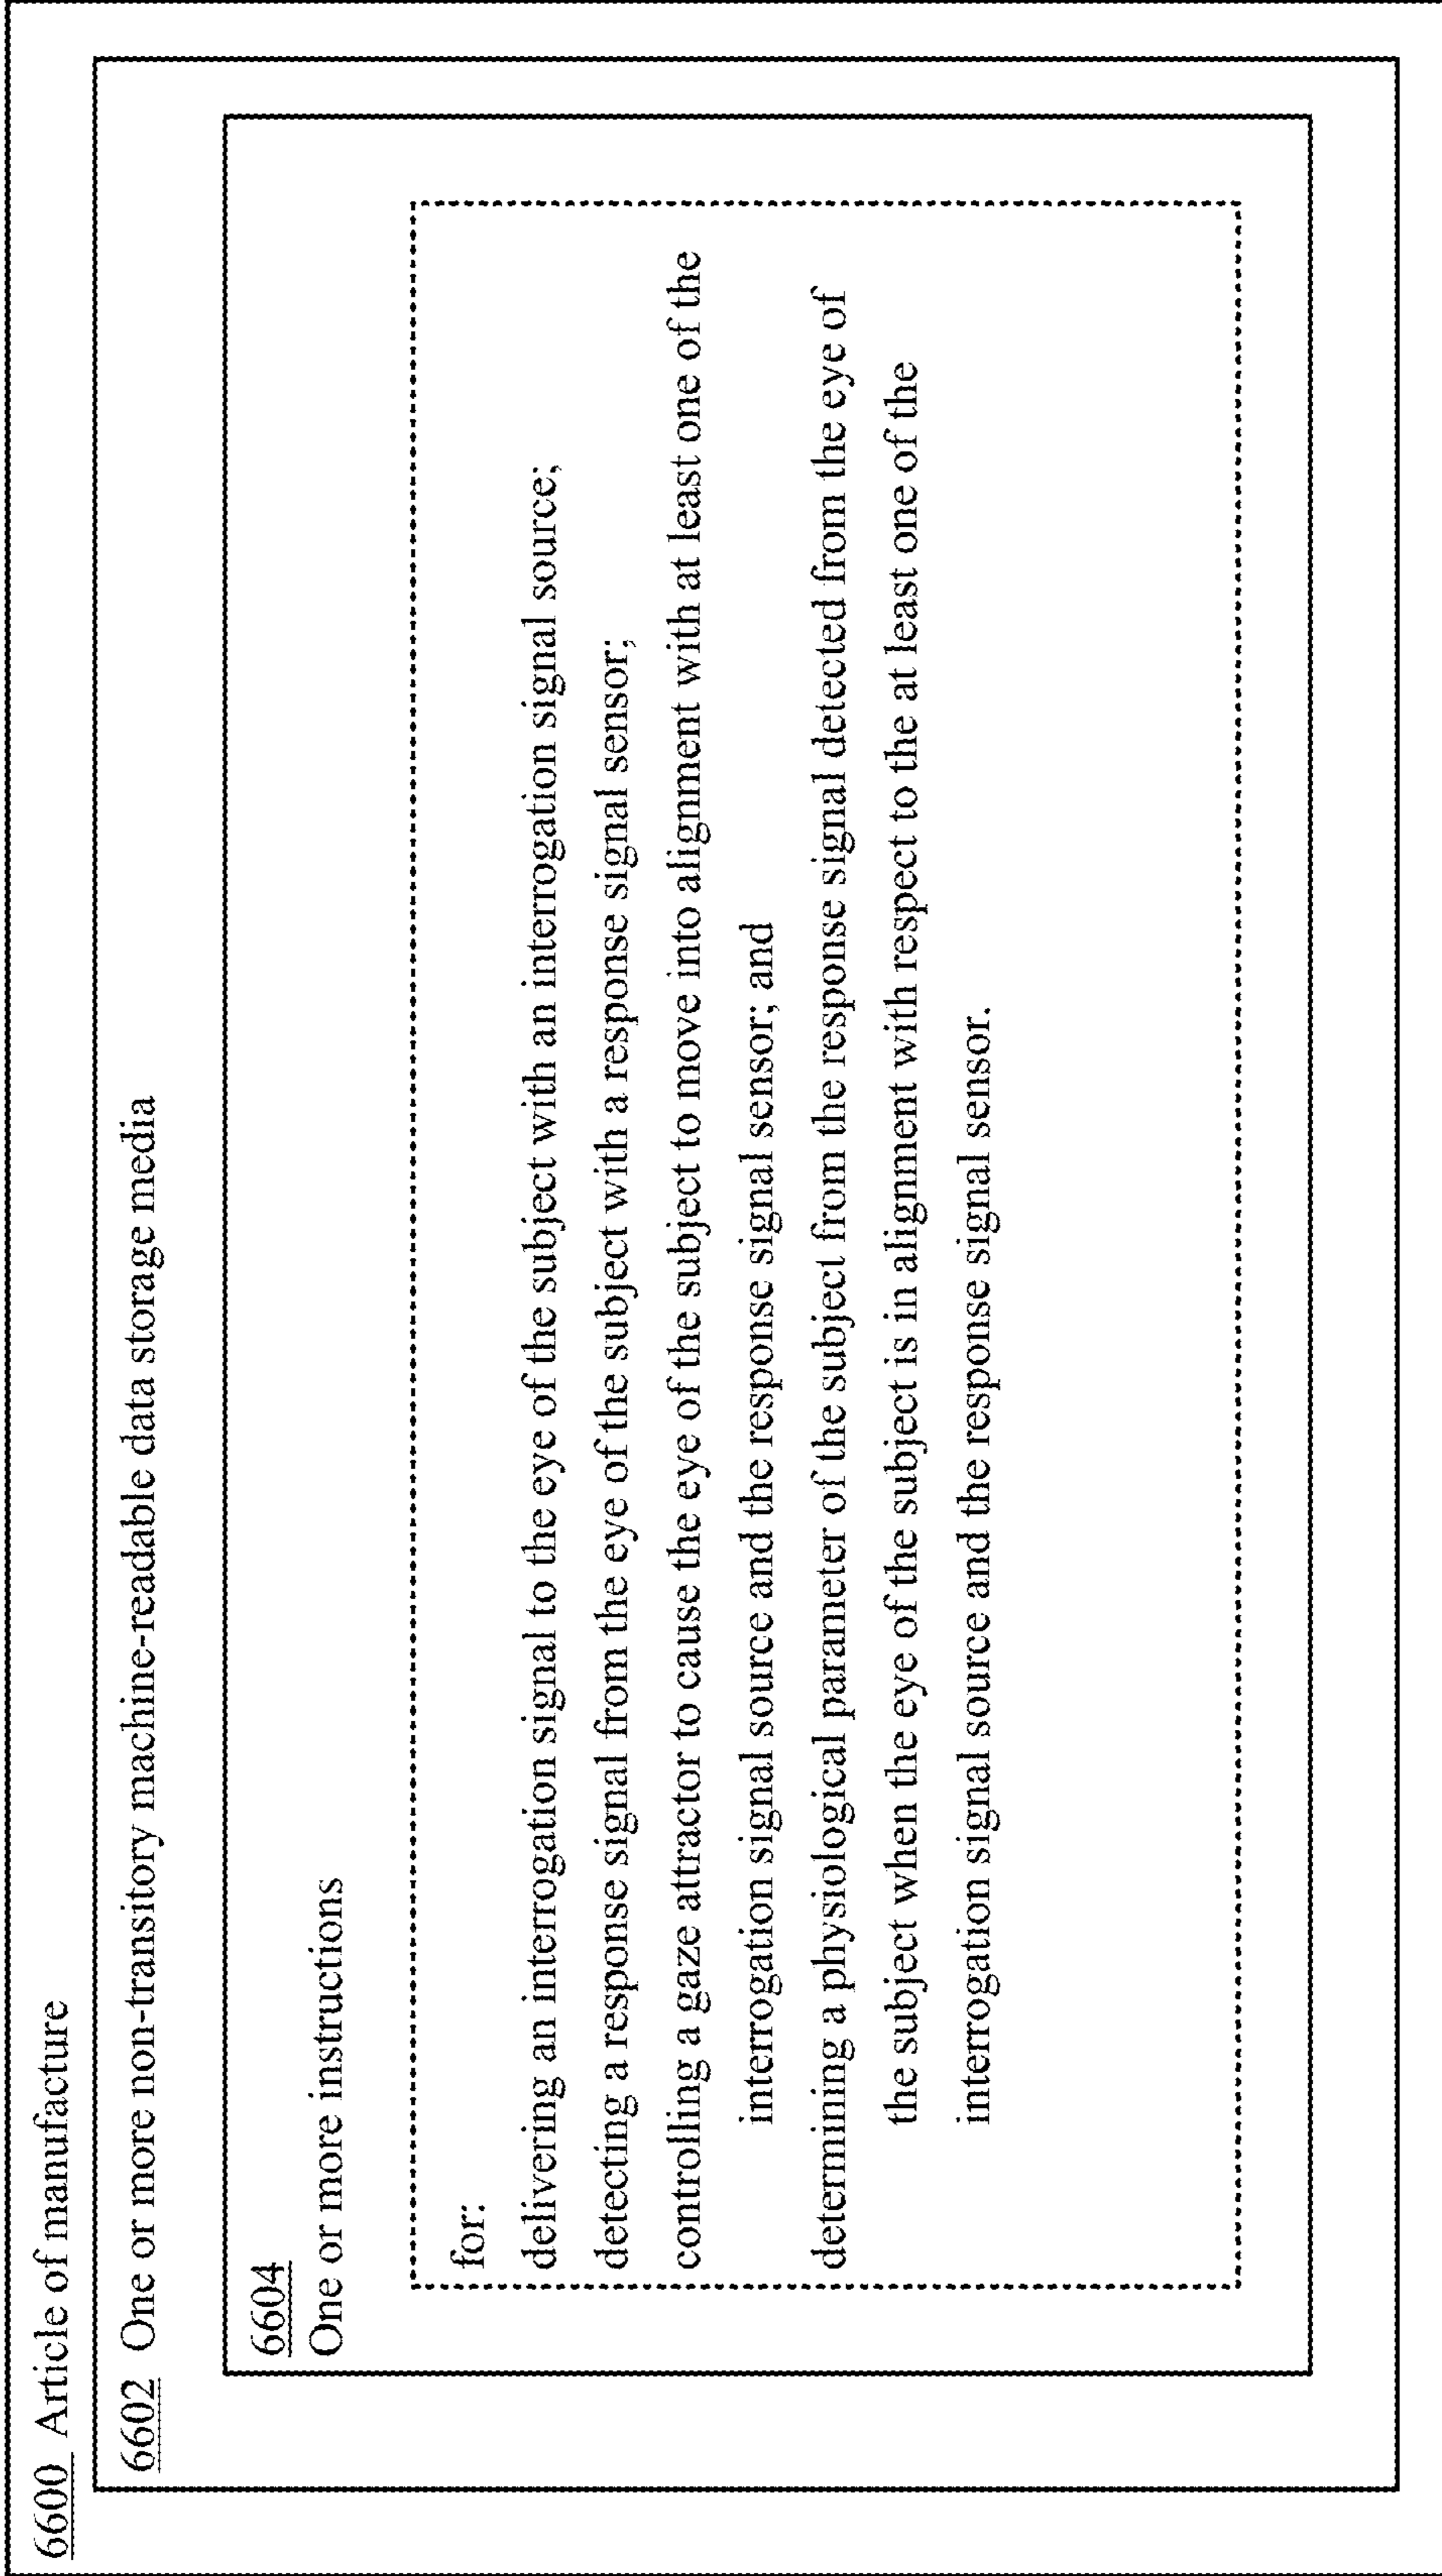 6600 Article of manufacture
6602 One or more non-transitory machine-readable data storage media
6604
One or more instructions
for:
delivering an interrogation signal to the eye of the subject with an interrogation signal source;
detecting a response signal from the eye of the subject with a response signal sensor;
controlling a gaze attractor to cause the eye of the subject to move into alignment with at least one of the
interrogation signal source and the response signal sensor; and
determining a physiological parameter of the subject from the response signal detected from the eye of
the subject when the eye of the subject is in alignment with respect to the at least one of the
interrogation signal source and the response signal sensor.